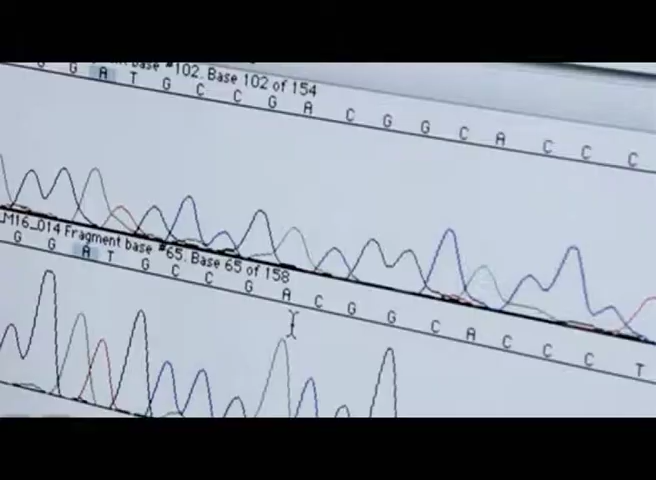 base #102. Base 102 of 154
G G A T G C C G A C G G C A C C C
M16_014 Fragment base #65. Base 65 of 158
G G A T G C C G A C G G C A C C C T